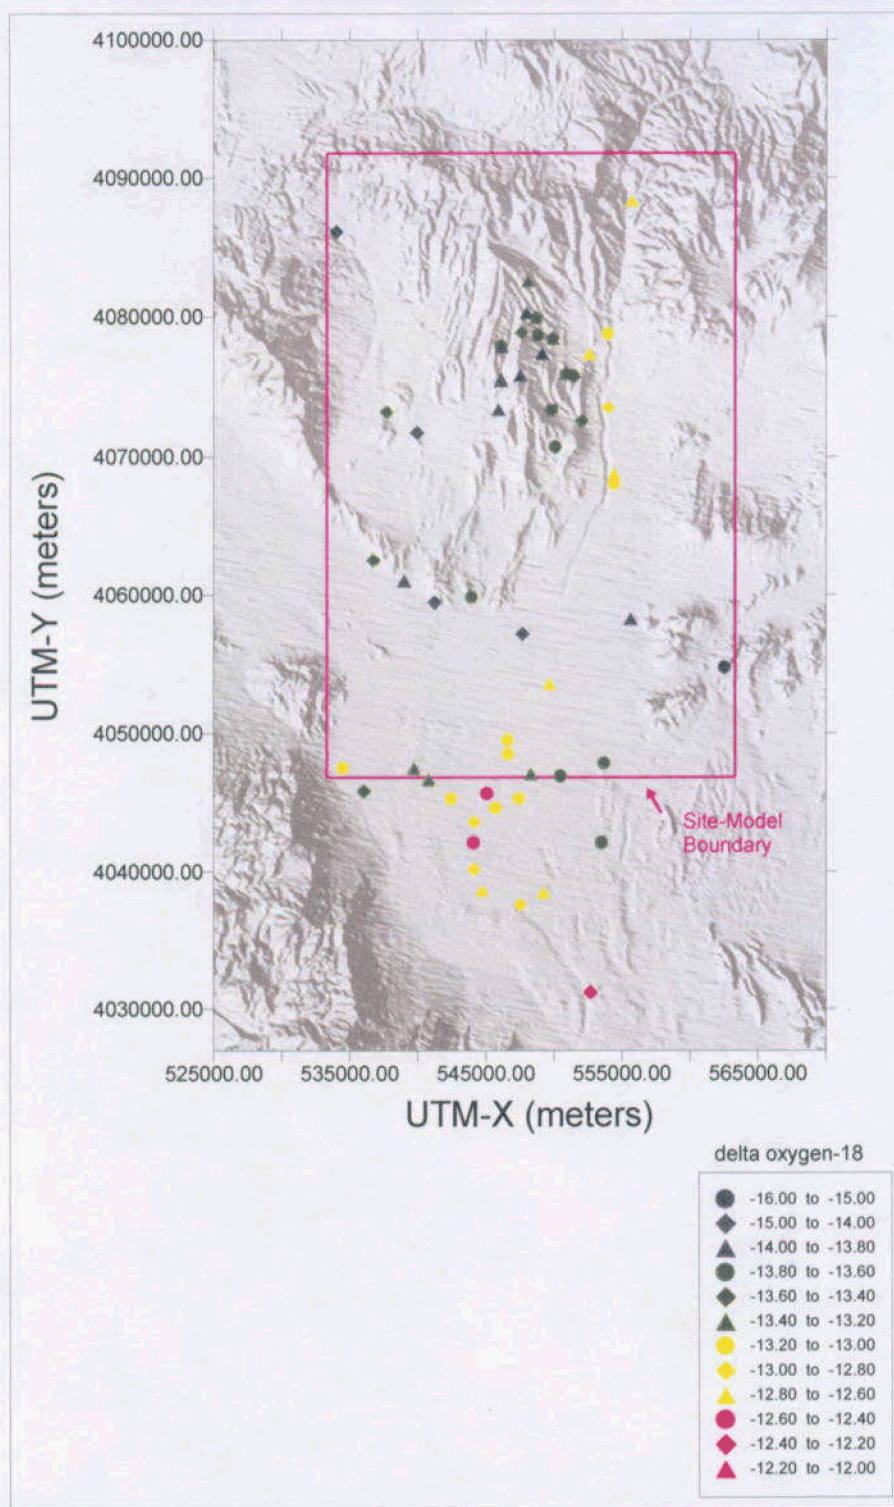 4100000.00
4090000.00
4080000.00
4070000.00
4060000.00
4050000.00
4040000.00
4030000.00
UTM-Y (meters)
Site-Model
Boundary
525000.00 535000.00 545000.00 555000.00 565000.00
UTM-X (meters)
delta oxygen-18
-16.00 to -15.00
-15.00 to -14.00
-14.00 to -13.80
-13.80 to -13.60
-13.60 to -13.40
-13.40 to -13.20
-13.20 to -13.00
-13.00 to -12.80
-12.80 to -12.60
-12.60 to -12.40
-12.40 to -12.20
-12.20 to -12.00